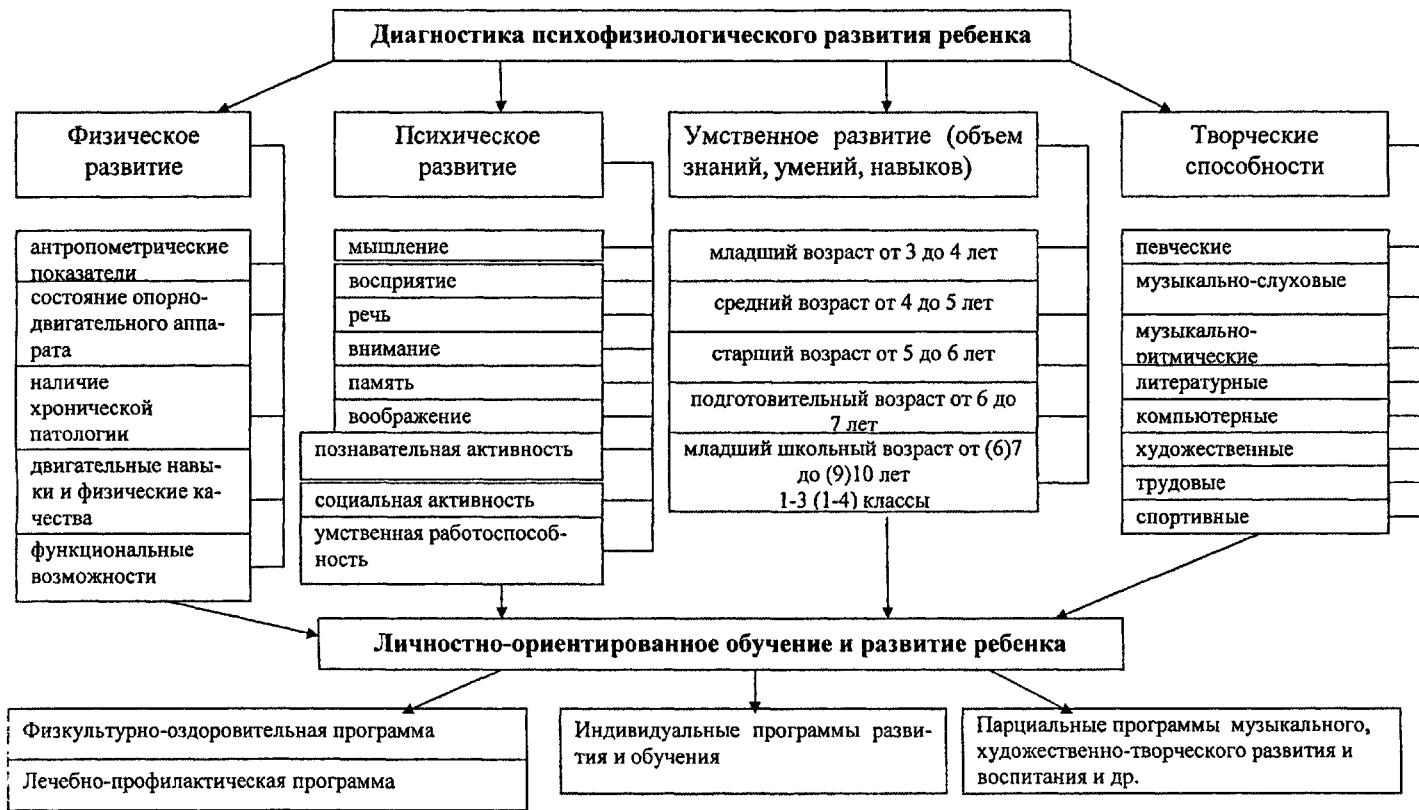 Диагностика психофизиологического развития ребенка
Физическое
развитие
антропометрические
показатели
состояние опорно-
двигательного аппа-
рата
наличие
хронической
патологии
двигательные навы-
ки и физические ка-
чества
функциональные
возможности
Психическое
развитие
мышление
восприятие
речь
внимание
память
воображение
познавательная активность
социальная активность
умственная работоспособ-
ность
Умственное развитие (объем
знаний, умений, навыков)
младший возраст от 3 до 4 лет
средний возраст от 4 до 5 лет
старший возраст от 5 до 6 лет
подготовительный возраст от 6 до
7 лет
младший школьный возраст от (6)7
до (9)10 лет
1-3 (1-4) классы
Творческие
способности
певческие
музыкально-слуховые
музыкально-
ритмические
литературные
компьютерные
художественные
трудовые
спортивные
Личностно-ориентированное обучение и развитие ребенка
Физкультурно-оздоровительная программа
Лечебно-профилактическая программа
Индивидуальные программы разви-
тия и обучения
Парциальные программы музыкального,
художественно-творческого развития и
воспитания и др.